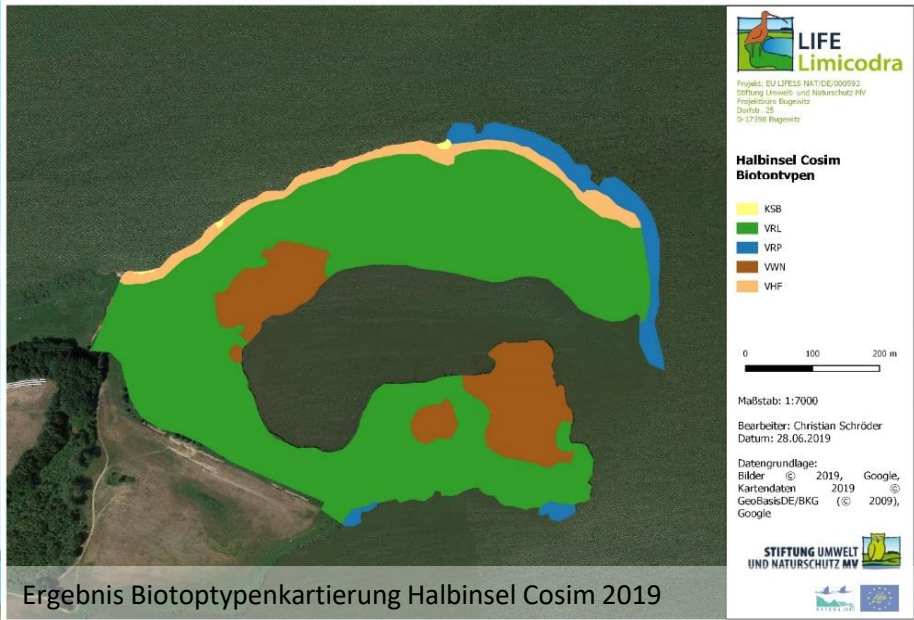 LIFE
Limicodra
Projekt: EU LIFE16 NAT/DE/000592
Stiftung Umwelt- und Naturschutz MV
Projektbüro Bugewitz
Dorfstr. 25
D-17398 Bugewitz
Halbinsel Cosim
Biotoptypen
KSB
VRL
VRP
VWN
VHF
0 100 200 m
Maßstab: 1:7000
Bearbeiter: Christian Schröder
Datum: 28.06.2019
Datengrundlage:
Bilder © 2019, Google,
Kartendaten 2019 ©
GeoBasisDE/BKG (© 2009),
Google
STIFTUNG UMWELT
UND NATURSCHUTZ MV
NATURA 2000
Ergebnis Biotoptypenkartierung Halbinsel Cosim 2019